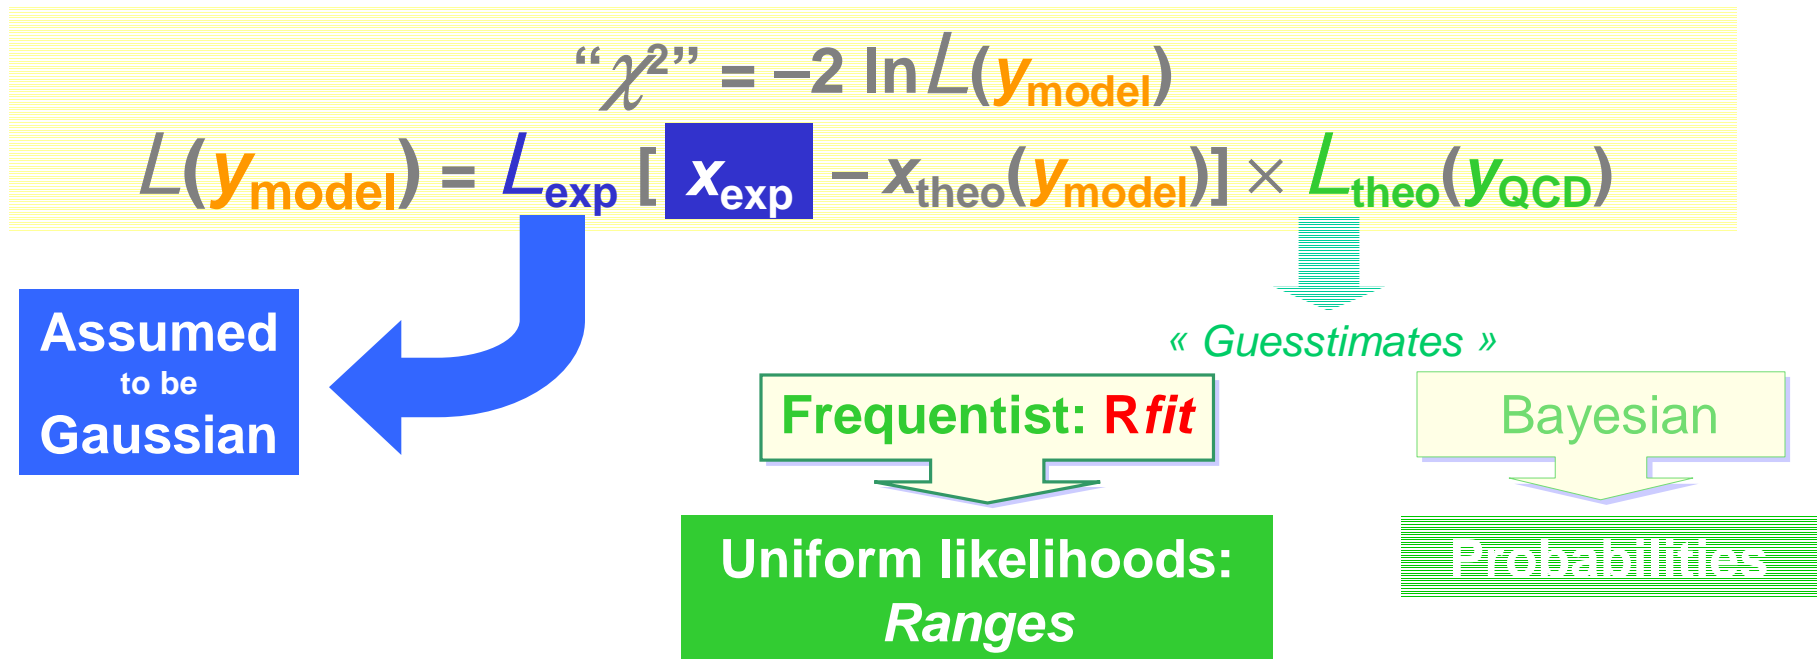 “χ²” = –2 ln L(y_model)
L(y_model) = L_exp [ x_exp – x_theo(y_model)] × L_theo(y_QCD)
Assumed
to be
Gaussian
« Guesstimates »
Frequentist: Rfit
Bayesian
Uniform likelihoods:
Ranges
Probabilities